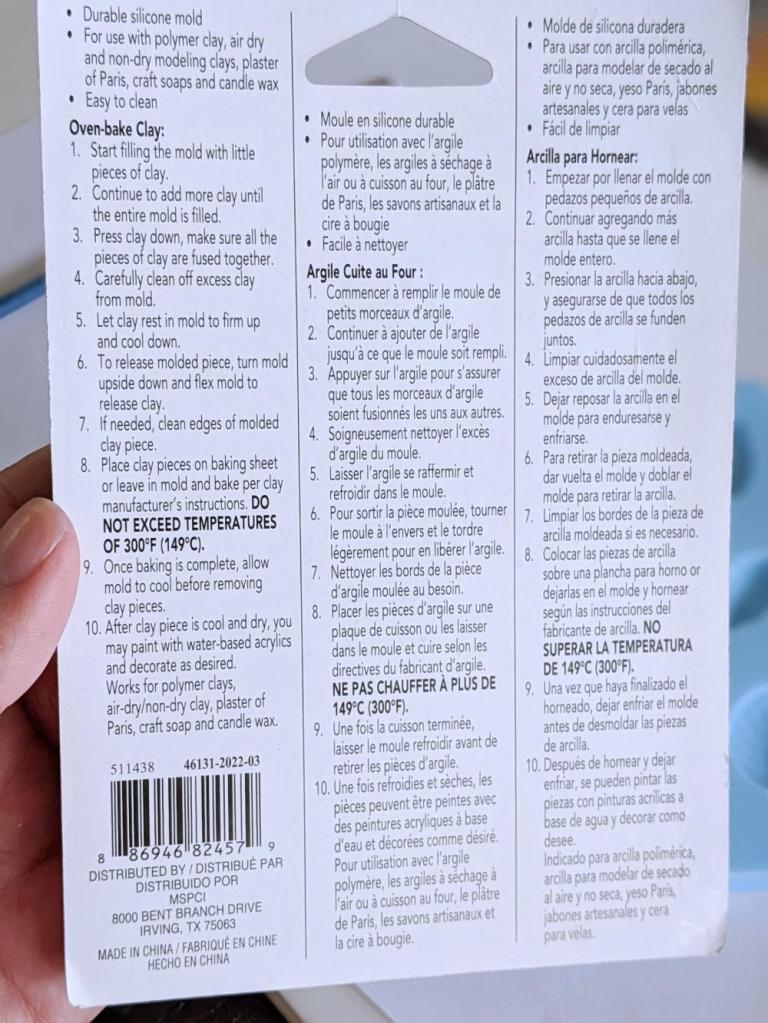 • Durable silicone mold
• For use with polymer clay, air dry
and non-dry modeling clays, plaster
of Paris, craft soaps and candle wax
• Easy to clean
Oven-bake Clay:
1. Start filling the mold with little
pieces of clay.
2. Continue to add more clay until
the entire mold is filled.
3. Press clay down, make sure all the
pieces of clay are fused together.
4. Carefully clean off excess clay
from mold.
5. Let clay rest in mold to firm up
and cool down.
6. To release molded piece, turn mold
upside down and flex mold to
release clay.
7. If needed, clean edges of molded
clay piece.
8. Place clay pieces on baking sheet
or leave in mold and bake per clay
manufacturer's instructions. DO
NOT EXCEED TEMPERATURES
OF 300°F (149°C).
9. Once baking is complete, allow
mold to cool before removing
clay pieces.
10. After clay piece is cool and dry, you
may paint with water-based acrylics
and decorate as desired.
Works for polymer clays,
air-dry/non-dry clay, plaster of
Paris, craft soap and candle wax.
511438 46131-2022-03
8 86946 82457 9
DISTRIBUTED BY / DISTRIBUÉ PAR
DISTRIBUIDO POR
MSPCI
8000 BENT BRANCH DRIVE
IRVING, TX 75063
MADE IN CHINA / FABRIQUÉ EN CHINE
HECHO EN CHINA
• Moule en silicone durable
• Pour utilisation avec l'argile
polymère, les argiles à séchage à
l'air ou à cuisson au four, le plâtre
de Paris, les savons artisanaux et la
cire à bougie
• Facile à nettoyer
Argile Cuite au Four :
1. Commencer à remplir le moule de
petits morceaux d'argile.
2. Continuer à ajouter de l'argile
jusqu'à ce que le moule soit rempli.
3. Appuyer sur l'argile pour s'assurer
que tous les morceaux d'argile
soient fusionnés les uns aux autres.
4. Soigneusement nettoyer l'excès
d'argile du moule.
5. Laisser l'argile se raffermir et
refroidir dans le moule.
6. Pour sortir la pièce moulée, tourner
le moule à l'envers et le tordre
légèrement pour en libérer l'argile.
7. Nettoyer les bords de la pièce
d'argile moulée au besoin.
8. Placer les pièces d'argile sur une
plaque de cuisson ou les laisser
dans le moule et cuire selon les
directives du fabricant d'argile.
NE PAS CHAUFFER À PLUS DE
149°C (300°F).
9. Une fois la cuisson terminée,
laisser le moule refroidir avant de
retirer les pièces d'argile.
10. Une fois refroidies et sèches, les
pièces peuvent être peintes avec
des peintures acryliques à base
d'eau et décorées comme désiré.
Pour utilisation avec l'argile
polymère, les argiles à séchage à
l'air ou à cuisson au four, le plâtre
de Paris, les savons artisanaux et
la cire à bougie.
• Molde de silicona duradera
• Para usar con arcilla polimérica,
arcilla para modelar de secado al
aire y no seca, yeso Paris, jabones
artesanales y cera para velas
• Fácil de limpiar
Arcilla para Hornear:
1. Empezar por llenar el molde con
pedazos pequeños de arcilla.
2. Continuar agregando más
arcilla hasta que se llene el
molde entero.
3. Presionar la arcilla hacia abajo,
y asegurarse de que todos los
pedazos de arcilla se funden
juntos.
4. Limpiar cuidadosamente el
exceso de arcilla del molde.
5. Dejar reposar la arcilla en el
molde para enduresarse y
enfriarse.
6. Para retirar la pieza moldeada,
dar vuelta el molde y doblar el
molde para retirar la arcilla.
7. Limpiar los bordes de la pieza de
arcilla moldeada si es necesario.
8. Colocar las piezas de arcilla
sobre una plancha para horno or
dejarlas en el molde y hornear
según las instrucciones del
fabricante de arcilla. NO
SUPERAR LA TEMPERATURA
DE 149°C (300°F).
9. Una vez que haya finalizado el
horneado, dejar enfriar el molde
antes de desmoldar las piezas
de arcilla.
10. Después de hornear y dejar
enfriar, se pueden pintar las
piezas con pinturas acrílicas a
base de agua y decorar como
desee.
Indicado para arcilla polimérica,
arcilla para modelar de secado
al aire y no seca, yeso Paris,
jabones artesanales y cera
para velas.